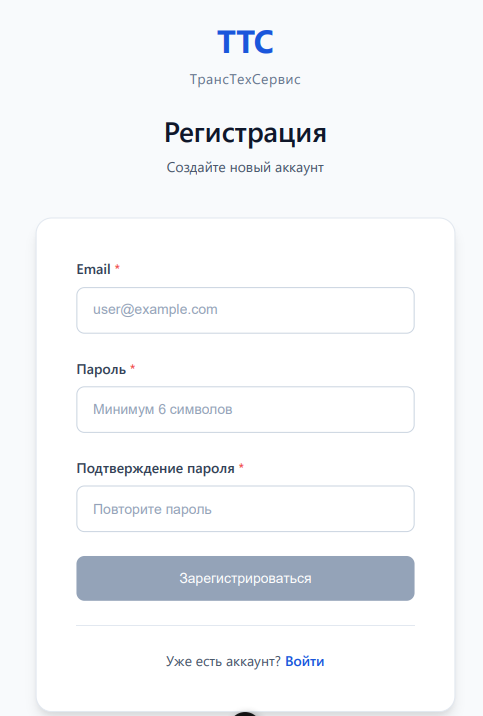 ТТС
ТрансТехСервис
Регистрация
Создайте новый аккаунт
Email *
user@example.com
Пароль *
Минимум 6 символов
Подтверждение пароля *
Повторите пароль
Зарегистрироваться
Уже есть аккаунт? Войти